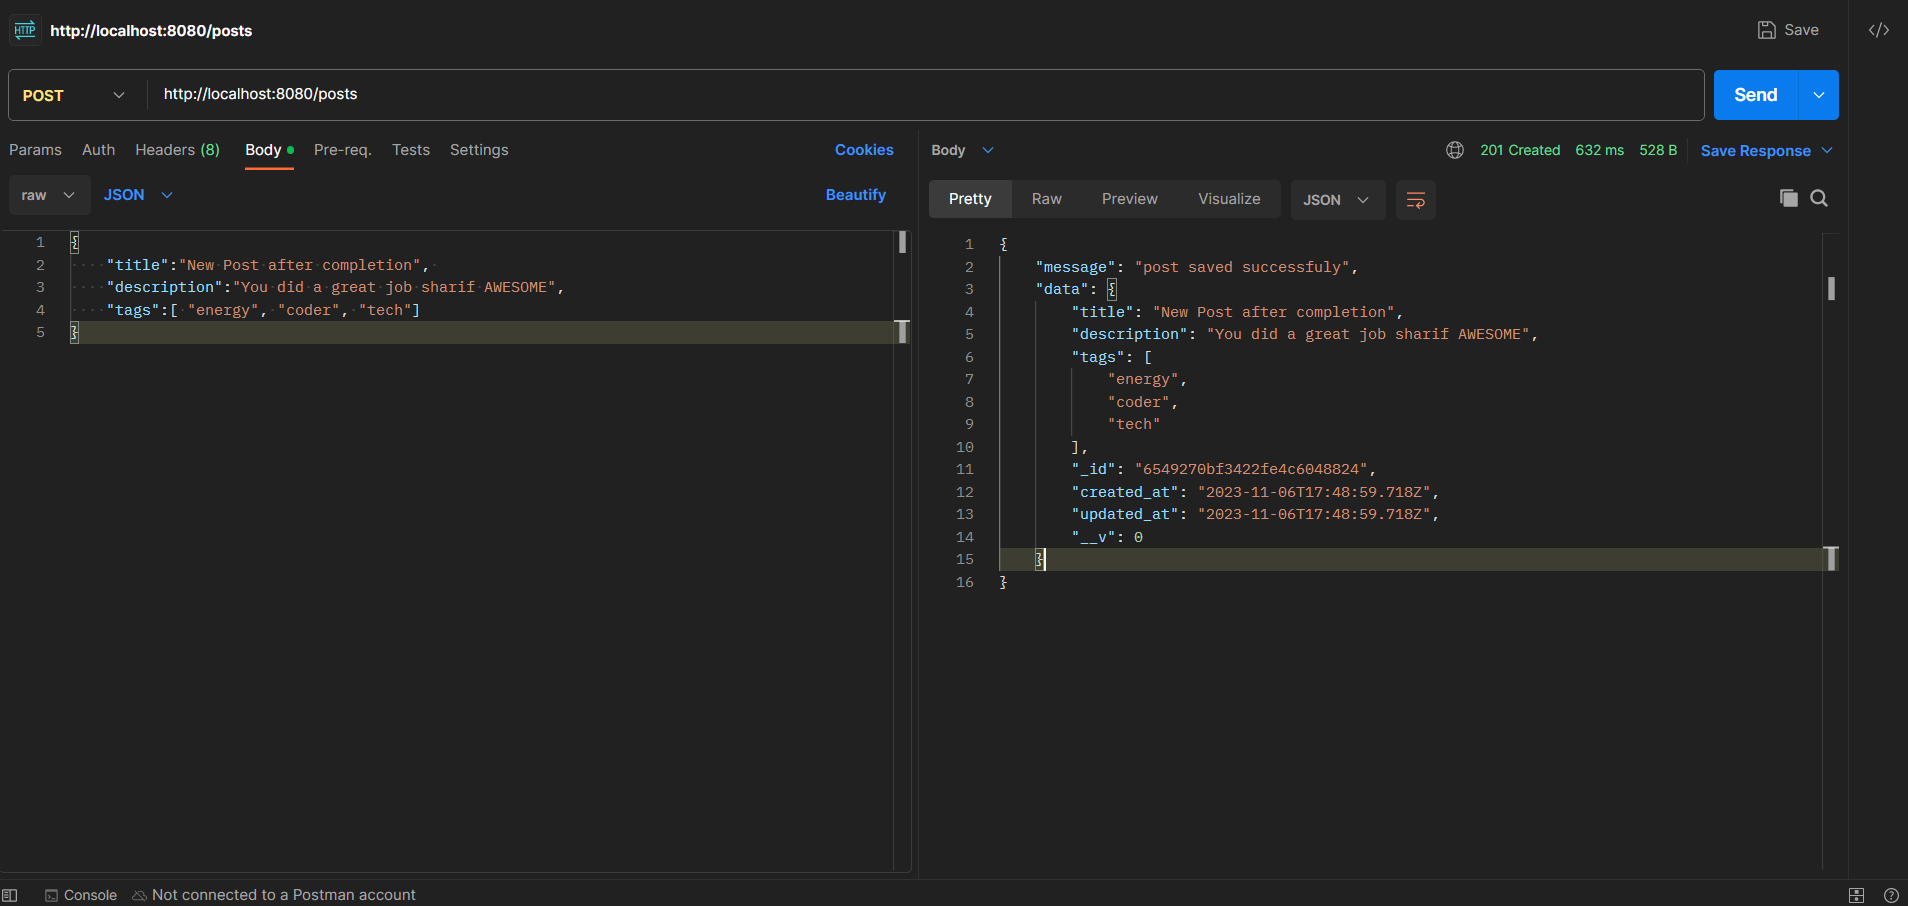 HTTP http://localhost:8080/posts Save </>
POST http://localhost:8080/posts Send
Params Auth Headers (8) Body Pre-req. Tests Settings Cookies
raw JSON Beautify
1 {
2 "title":"New Post after completion",
3 "description":"You did a great job sharif AWESOME",
4 "tags":[ "energy", "coder", "tech"]
5 }
Body 201 Created 632 ms 528 B Save Response
Pretty Raw Preview Visualize JSON
1 {
2 "message": "post saved successfuly",
3 "data": {
4 "title": "New Post after completion",
5 "description": "You did a great job sharif AWESOME",
6 "tags": [
7 "energy",
8 "coder",
9 "tech"
10 ],
11 "_id": "6549270bf3422fe4c6048824",
12 "created_at": "2023-11-06T17:48:59.718Z",
13 "updated_at": "2023-11-06T17:48:59.718Z",
14 "__v": 0
15 }
16 }
Console Not connected to a Postman account